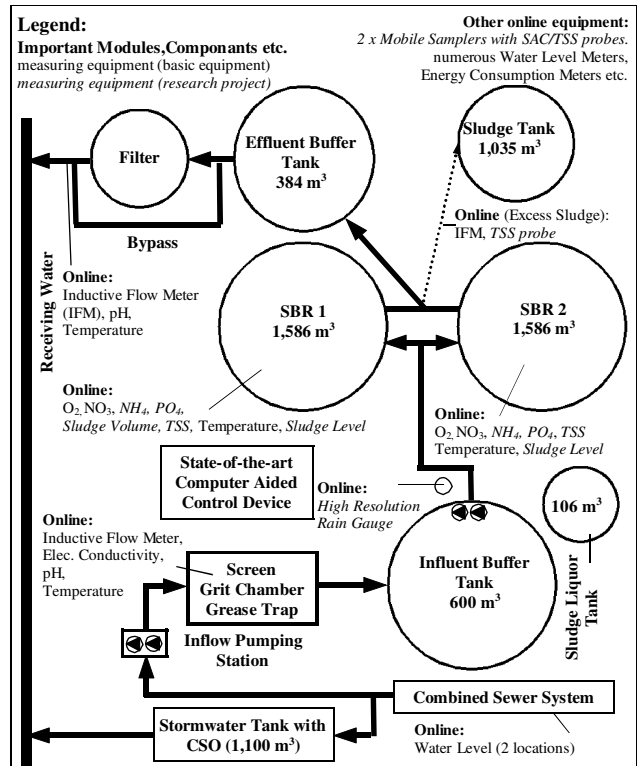 Legend:
Important Modules,Componants etc.
measuring equipment (basic equipment)
measuring equipment (research project)
Other online equipment:
2 x Mobile Samplers with SAC/TSS probes.
numerous Water Level Meters,
Energy Consumption Meters etc.
Filter
Effluent Buffer
Tank
384 m³
Sludge Tank
1,035 m³
Bypass
Online (Excess Sludge):
IFM, TSS probe
Receiving Water
Online:
Inductive Flow Meter
(IFM), pH,
Temperature
SBR 1
1,586 m³
SBR 2
1,586 m³
Online:
O₂, NO₃, NH₄, PO₄,
Sludge Volume, TSS, Temperature, Sludge Level
Online:
O₂, NO₃, NH₄, PO₄, TSS
Temperature, Sludge Level
State-of-the-art
Computer Aided
Control Device
Online:
High Resolution
Rain Gauge
106 m³
Sludge Liquor
Tank
Online:
Inductive Flow Meter,
Elec. Conductivity,
pH,
Temperature
Screen
Grit Chamber
Grease Trap
Influent Buffer
Tank
600 m³
Inflow Pumping
Station
Combined Sewer System
Stormwater Tank with
CSO (1,100 m³)
Online:
Water Level (2 locations)